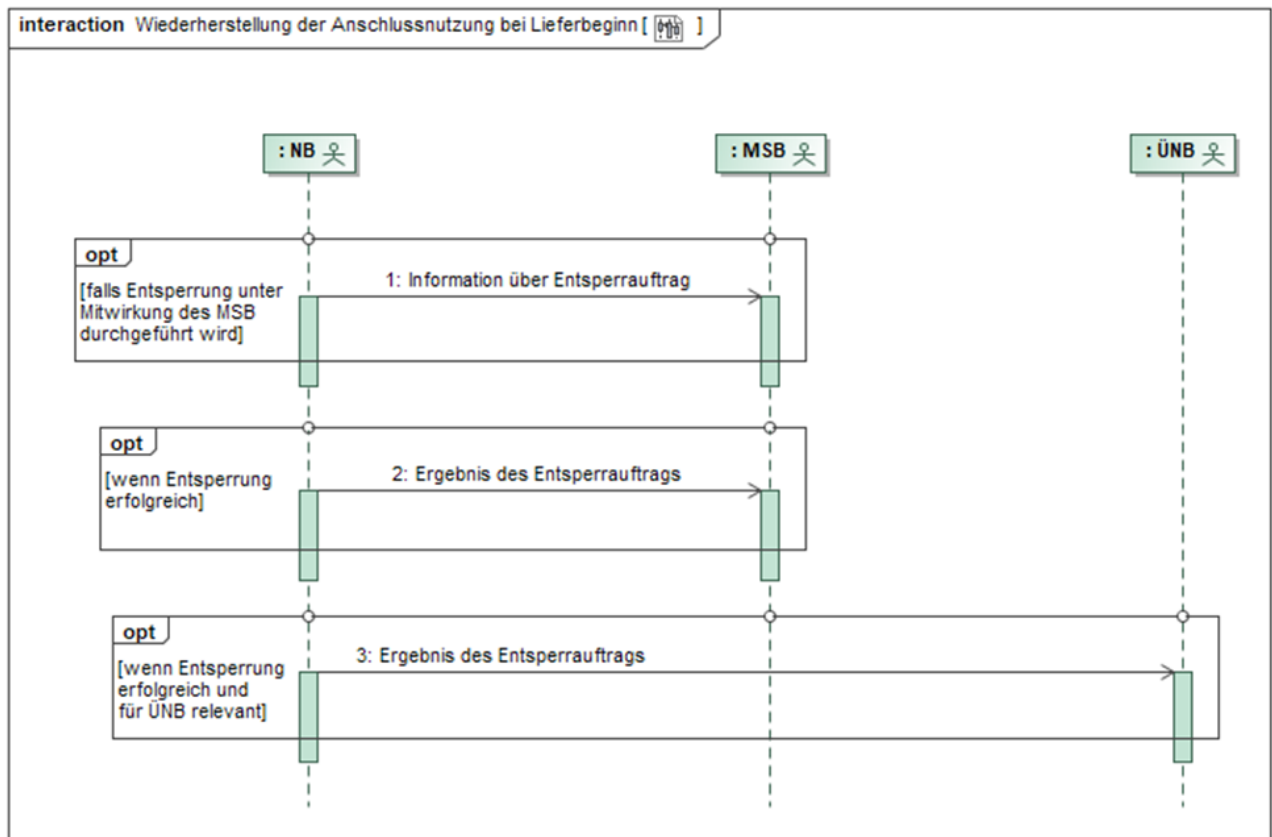 interaction Wiederherstellung der Anschlussnutzung bei Lieferbeginn [ ]
: NB
: MSB
: ÜNB
opt
1: Information über Entsperrauftrag
[falls Entsperrung unter
Mitwirkung des MSB
durchgeführt wird]
opt
2: Ergebnis des Entsperrauftrags
[wenn Entsperrung
erfolgreich]
opt
3: Ergebnis des Entsperrauftrags
[wenn Entsperrung
erfolgreich und
für ÜNB relevant]